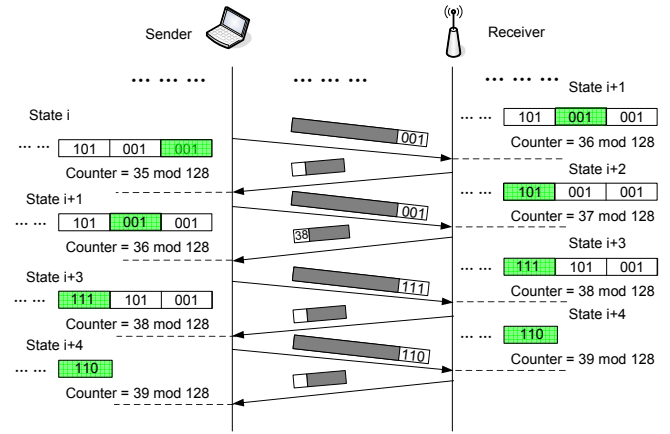 Sender
Receiver
... ... ...
... ... ...
... ... ...
State i
... ... 101 001 001
Counter = 35 mod 128
State i+1
... ... 101 001 001
Counter = 36 mod 128
State i+3
... ... 111 101 001
Counter = 38 mod 128
State i+4
... ... 110
Counter = 39 mod 128
001
001
38
111
110
State i+1
... ... 101 001 001
Counter = 36 mod 128
State i+2
... ... 101 001 001
Counter = 37 mod 128
State i+3
... ... 111 101 001
Counter = 38 mod 128
State i+4
... ... 110
Counter = 39 mod 128